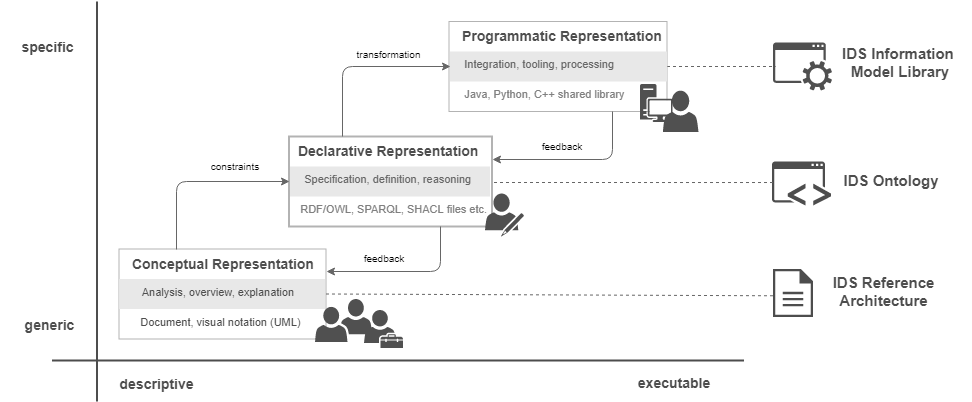 specific
Programmatic Representation
Integration, tooling, processing
Java, Python, C++ shared library
transformation
IDS Information
Model Library
feedback
Declarative Representation
Specification, definition, reasoning
RDF/OWL, SPARQL, SHACL files etc.
constraints
IDS Ontology
feedback
Conceptual Representation
Analysis, overview, explanation
Document, visual notation (UML)
IDS Reference
Architecture
generic
descriptive
executable